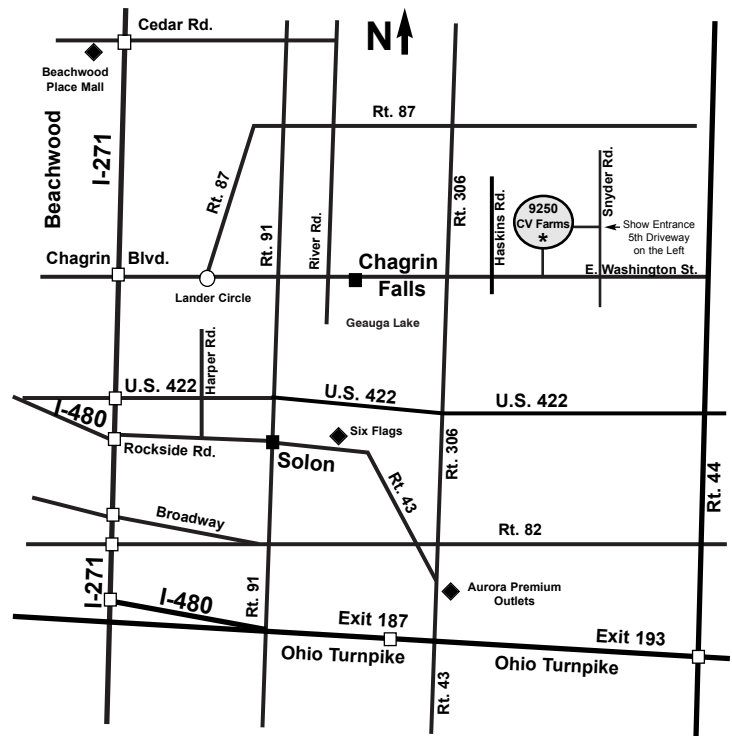 Cedar Rd.
N
Beachwood
Place Mall
Beachwood
I-271
Rt. 87
Rt. 87
Rt. 91
River Rd.
Rt. 306
Haskins Rd.
9250
CV Farms
*
Snyder Rd.
Show Entrance
5th Driveway
on the Left
Chagrin Blvd.
Lander Circle
Chagrin
Falls
E. Washington St.
Geauga Lake
Harper Rd.
U.S. 422
U.S. 422
U.S. 422
I-480
Rockside Rd.
Solon
Six Flags
Rt. 43
Rt. 306
Rt. 44
Broadway
Rt. 82
I-271
I-480
Rt. 91
Aurora Premium
Outlets
Exit 187
Exit 193
Ohio Turnpike
Ohio Turnpike
Rt. 43